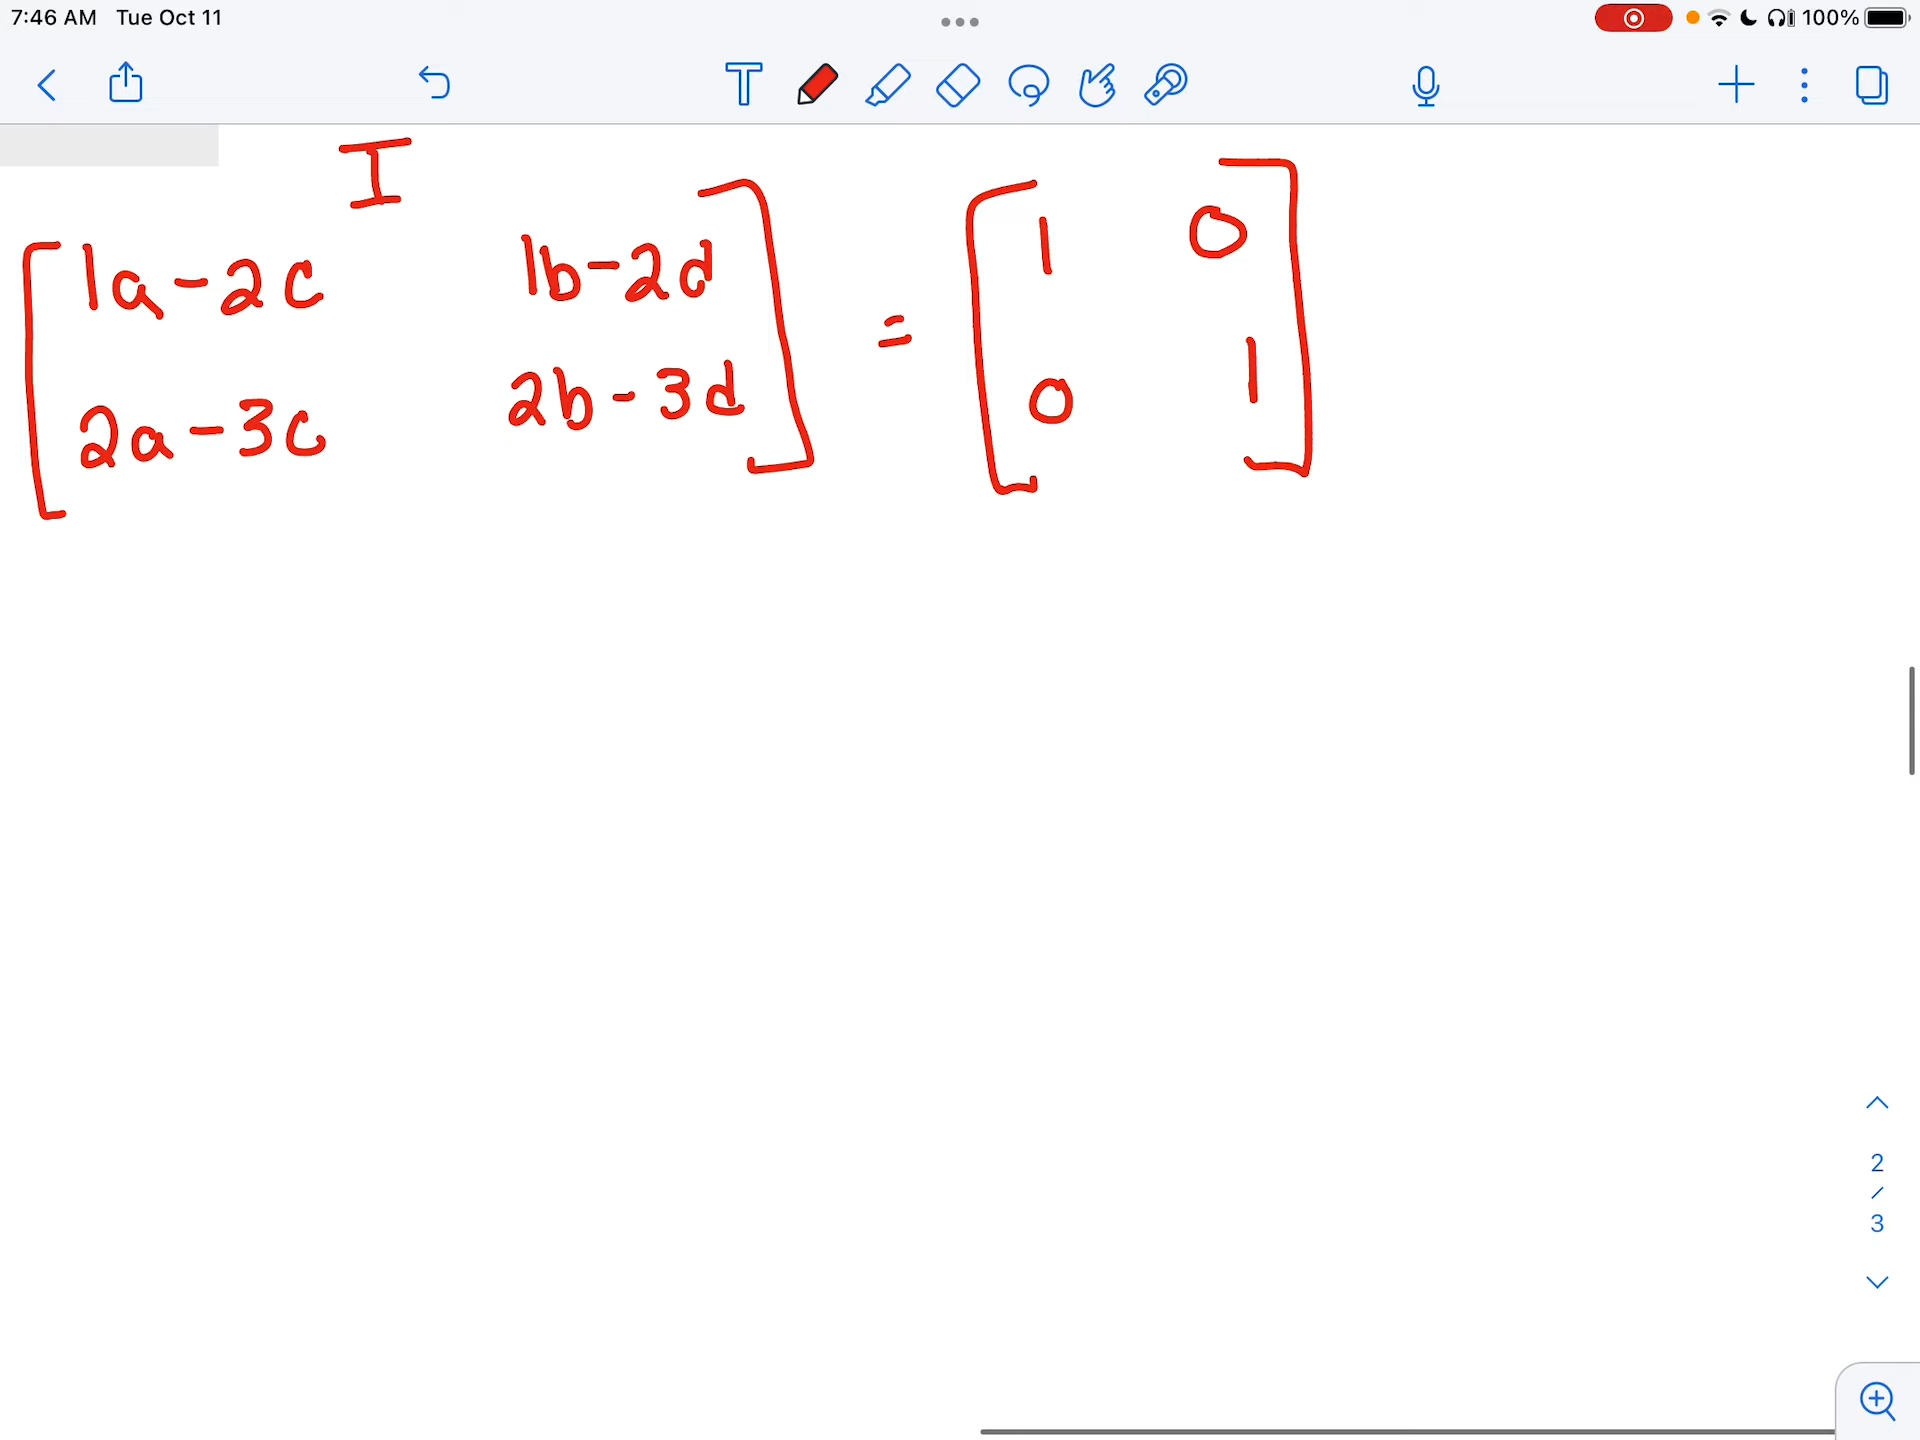 7:46 AM Tue Oct 11
100%
T
I
1a-2c 1b-2d
2a-3c 2b-3d
=
1 0
0 1
2
/
3